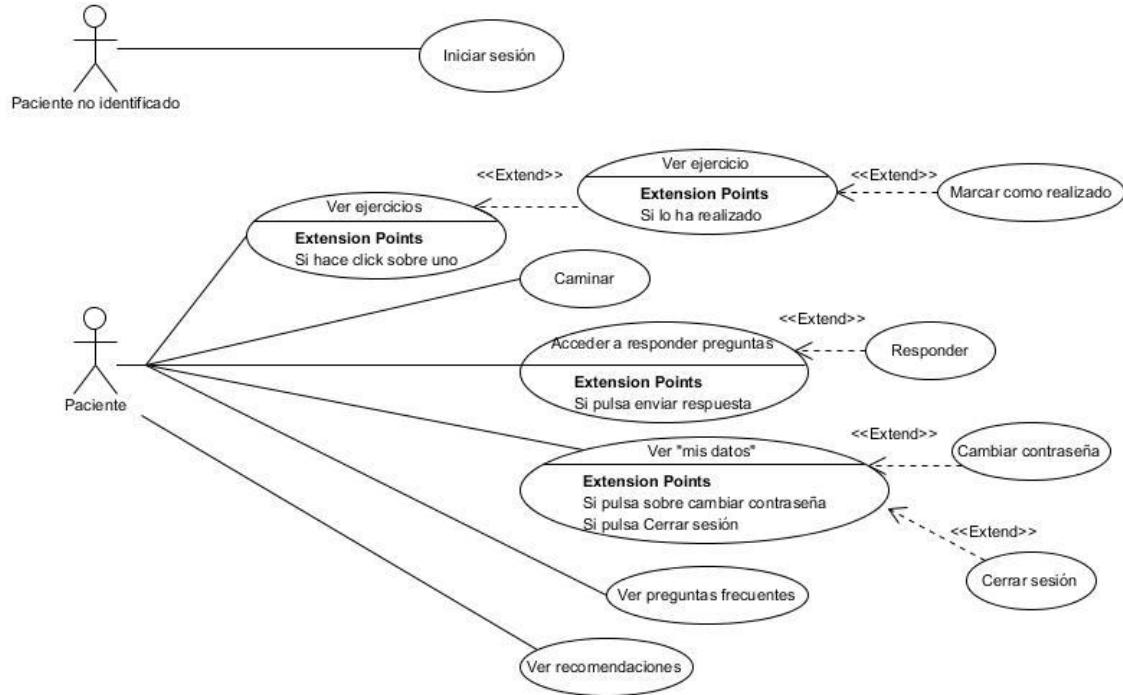 Iniciar sesión
Paciente no identificado
Ver ejercicio
<<Extend>>
<<Extend>>
Extension Points
Si lo ha realizado
Marcar como realizado
Ver ejercicios
Extension Points
Si hace click sobre uno
Caminar
<<Extend>>
Acceder a responder preguntas
Responder
Extension Points
Si pulsa enviar respuesta
Paciente
<<Extend>>
Ver "mis datos"
Cambiar contraseña
Extension Points
Si pulsa sobre cambiar contraseña
Si pulsa Cerrar sesión
<<Extend>>
Cerrar sesión
Ver preguntas frecuentes
Ver recomendaciones